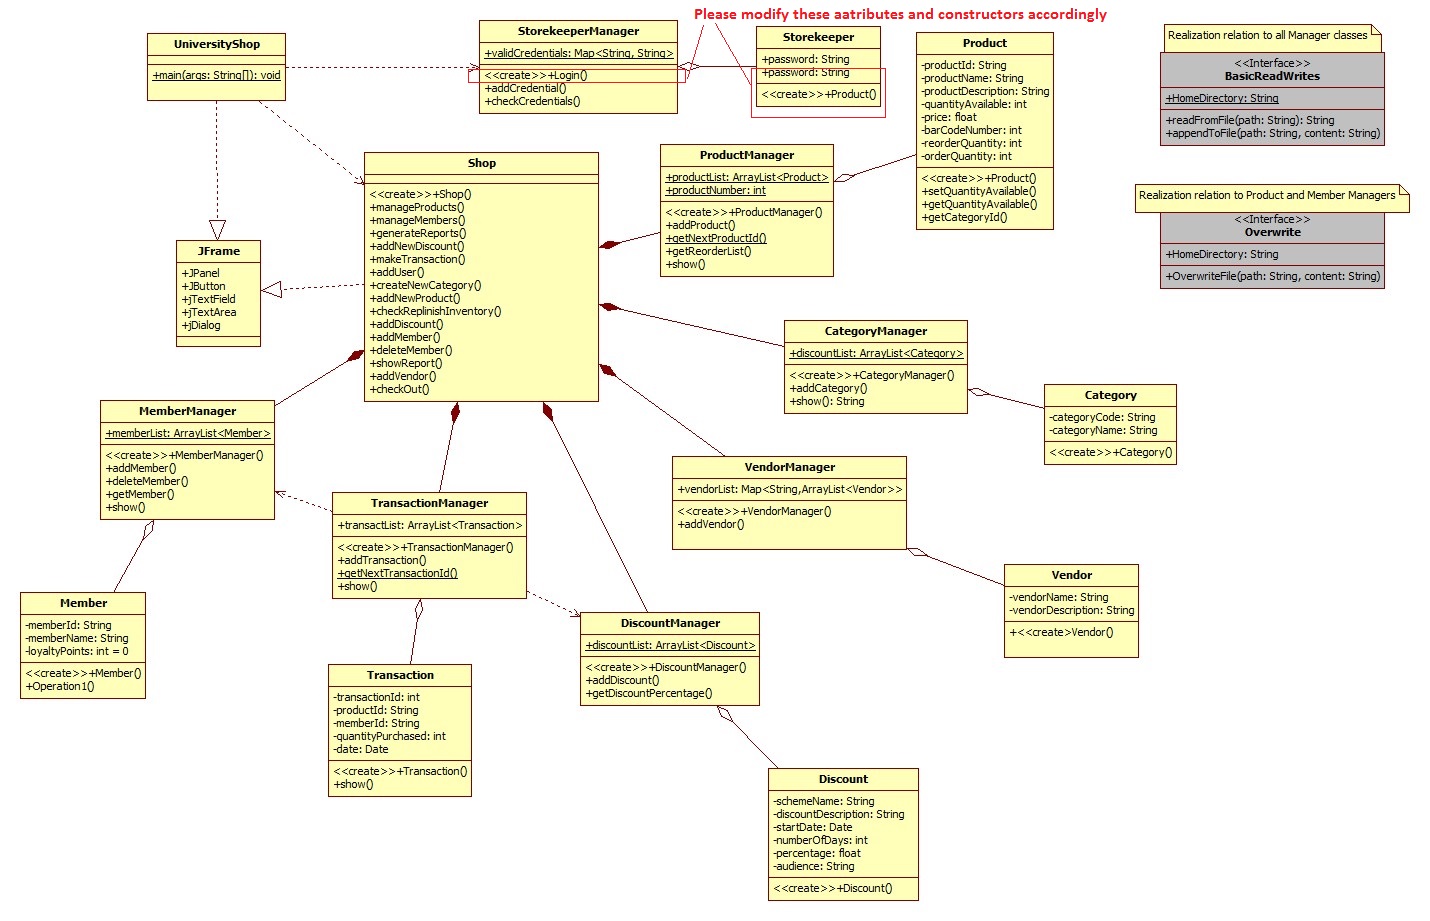 Please modify these aatributes and constructors accordingly
UniversityShop
+main(args: String[]): void
StorekeeperManager
+validCredentials: Map<String, String>
<<create>>+Login()
+addCredential()
+checkCredentials()
Storekeeper
+password: String
+password: String
<<create>>+Product()
Product
-productId: String
-productName: String
-productDescription: String
-quantityAvailable: int
-price: float
-barCodeNumber: int
-reorderQuantity: int
-orderQuantity: int
<<create>>+Product()
+setQuantityAvailable()
+getQuantityAvailable()
+getCategoryId()
Realization relation to all Manager classes
<<Interface>>
BasicReadWrites
+HomeDirectory: String
+readFromFile(path: String): String
+appendToFile(path: String, content: String)
Realization relation to Product and Member Managers
<<Interface>>
Overwrite
+HomeDirectory: String
+OverwriteFile(path: String, content: String)
Shop
<<create>>+Shop()
+manageProducts()
+manageMembers()
+generateReports()
+addNewDiscount()
+makeTransaction()
+addUser()
+createNewCategory()
+addNewProduct()
+checkReplinishInventory()
+addDiscount()
+addMember()
+deleteMember()
+showReport()
+addVendor()
+checkOut()
ProductManager
+productList: ArrayList<Product>
+productNumber: int
<<create>>+ProductManager()
+addProduct()
+getNextProductId()
+getReorderList()
+show()
JFrame
+JPanel
+JButton
+jTextField
+jTextArea
+jDialog
CategoryManager
+discountList: ArrayList<Category>
<<create>>+CategoryManager()
+addCategory()
+show(): String
Category
-categoryCode: String
-categoryName: String
<<create>>+Category()
MemberManager
+memberList: ArrayList<Member>
<<create>>+MemberManager()
+addMember()
+deleteMember()
+getMember()
+show()
VendorManager
+vendorList: Map<String,ArrayList<Vendor>>
<<create>>+VendorManager()
+addVendor()
TransactionManager
+transactList: ArrayList<Transaction>
<<create>>+TransactionManager()
+addTransaction()
+getNextTransactionId()
+show()
Vendor
-vendorName: String
-vendorDescription: String
+<<create>Vendor()
Member
-memberId: String
-memberName: String
-loyaltyPoints: int = 0
<<create>>+Member()
+Operation1()
DiscountManager
+discountList: ArrayList<Discount>
<<create>>+DiscountManager()
+addDiscount()
+getDiscountPercentage()
Transaction
-transactionId: int
-productId: String
-memberId: String
-quantityPurchased: int
-date: Date
<<create>>+Transaction()
+show()
Discount
-schemeName: String
-discountDescription: String
-startDate: Date
-numberOfDays: int
-percentage: float
-audience: String
<<create>>+Discount()